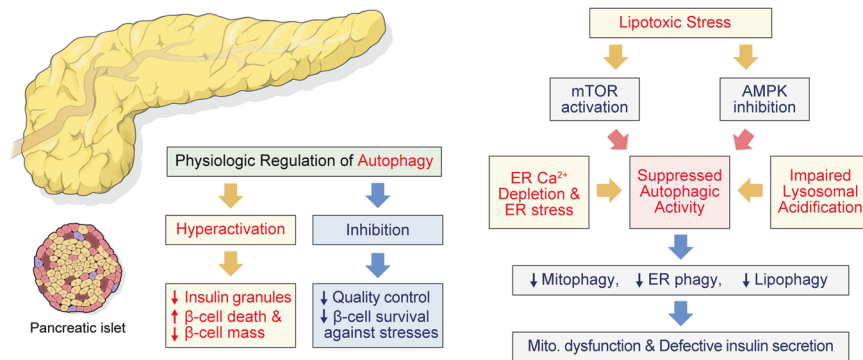 Physiologic Regulation of Autophagy
Hyperactivation
Inhibition
↓ Insulin granules
↑ β-cell death &
↓ β-cell mass
↓ Quality control
↓ β-cell survival
against stresses
Pancreatic islet
Lipotoxic Stress
mTOR
activation
AMPK
inhibition
ER Ca²⁺
Depletion &
ER stress
Suppressed
Autophagic
Activity
Impaired
Lysosomal
Acidification
↓ Mitophagy, ↓ ER phagy, ↓ Lipophagy
Mito. dysfunction & Defective insulin secretion